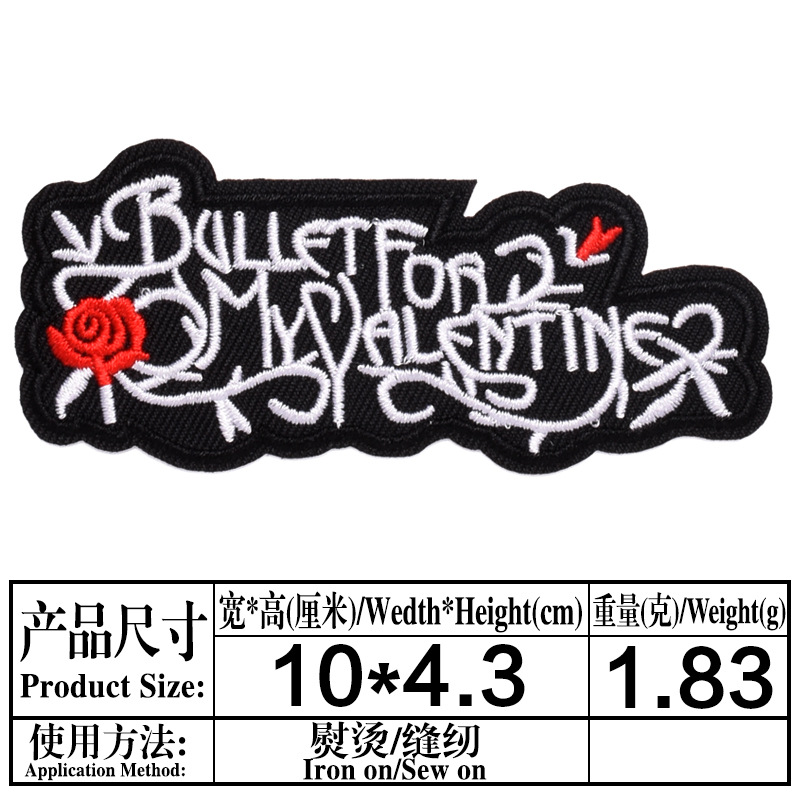 BULLET FOR
MY VALENTINE
产品尺寸
Product Size:
宽*高(厘米)/Wedth*Height(cm)
10*4.3
重量(克)/Weight(g)
1.83
使用方法:
Application Method:
熨烫/缝纫
Iron on/Sew on